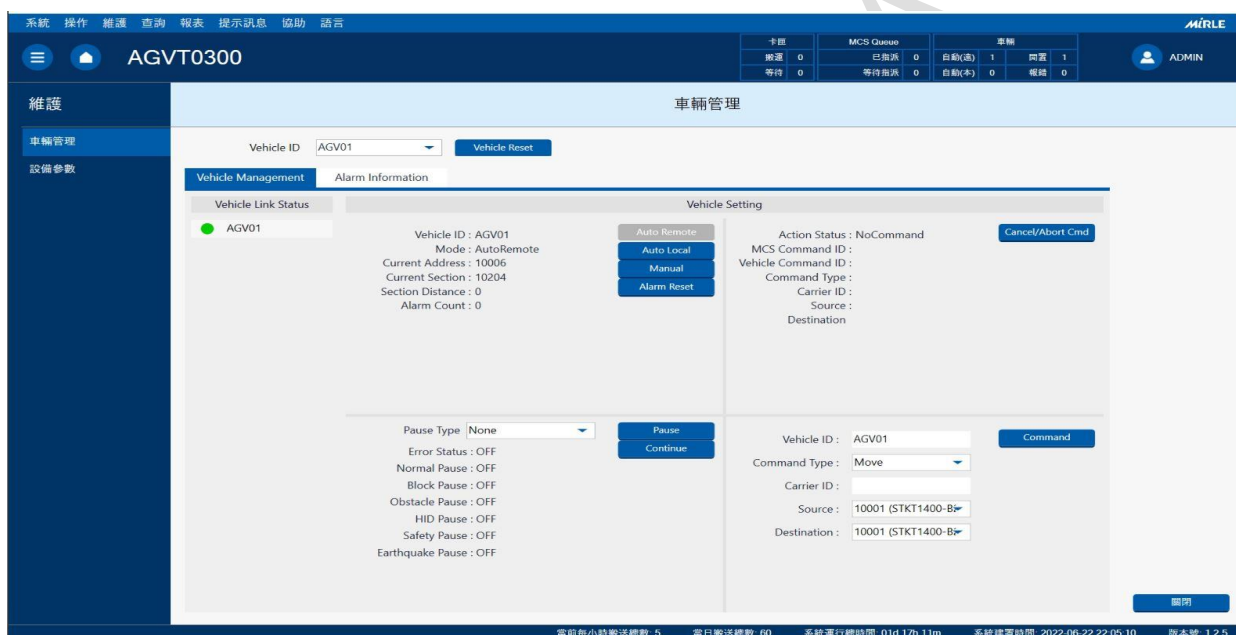 系統 操作 維護 查詢 報表 提示訊息 協助 語言 MiRLE
AGVT0300
卡匣 MCS Queue 車輛
搬運 0 已指派 0 自動(遠) 1 閒置 1
等待 0 等待指派 0 自動(本) 0 報錯 0
ADMIN
維護
車輛管理
車輛管理
設備參數
Vehicle ID AGV01 Vehicle Reset
Vehicle Management Alarm Information
Vehicle Link Status Vehicle Setting
AGV01
Vehicle ID : AGV01
Mode : AutoRemote
Current Address : 10006
Current Section : 10204
Section Distance : 0
Alarm Count : 0
Auto Remote
Auto Local
Manual
Alarm Reset
Action Status : NoCommand
MCS Command ID :
Vehicle Command ID :
Command Type :
Carrier ID :
Source :
Destination
Cancel/Abort Cmd
Pause Type None
Error Status : OFF
Normal Pause : OFF
Block Pause : OFF
Obstacle Pause : OFF
HID Pause : OFF
Safety Pause : OFF
Earthquake Pause : OFF
Pause
Continue
Vehicle ID : AGV01
Command Type : Move
Carrier ID :
Source : 10001 (STKT1400-B
Destination : 10001 (STKT1400-B
Command
關閉
當前每小時搬送總數: 5 當日搬送總數: 60 系統運行總時間: 01d 17h 11m 系統建置時間: 2022-06-22 22:05:10 版本號: 1.2.5